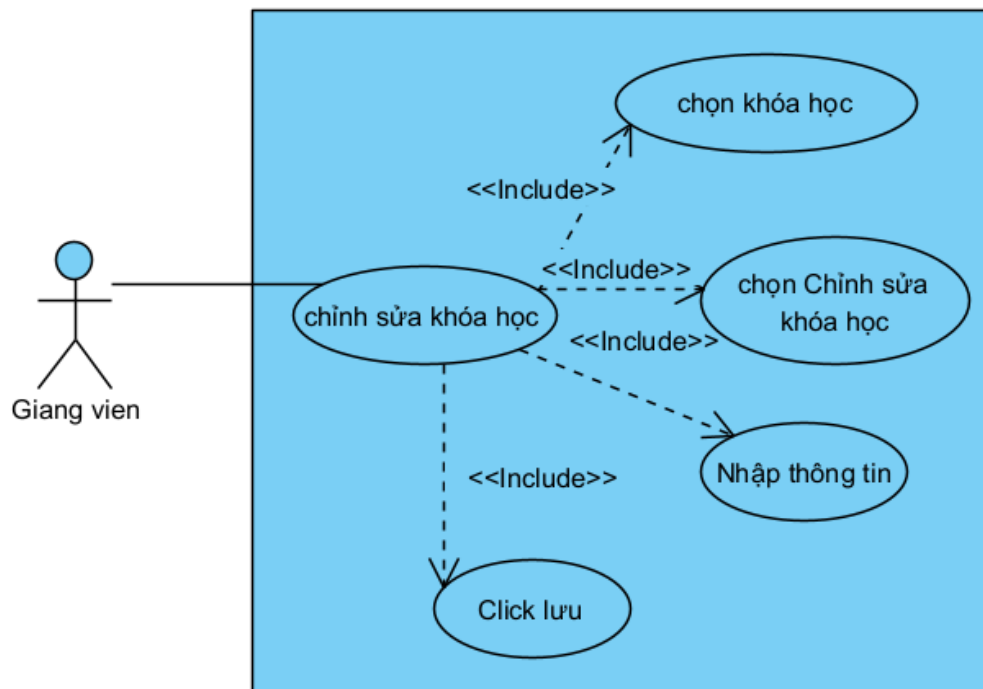 chọn khóa học
<<Include>>
<<Include>>
chọn Chỉnh sửa
khóa học
chỉnh sửa khóa học
<<Include>>
Giang vien
Nhập thông tin
<<Include>>
Click lưu